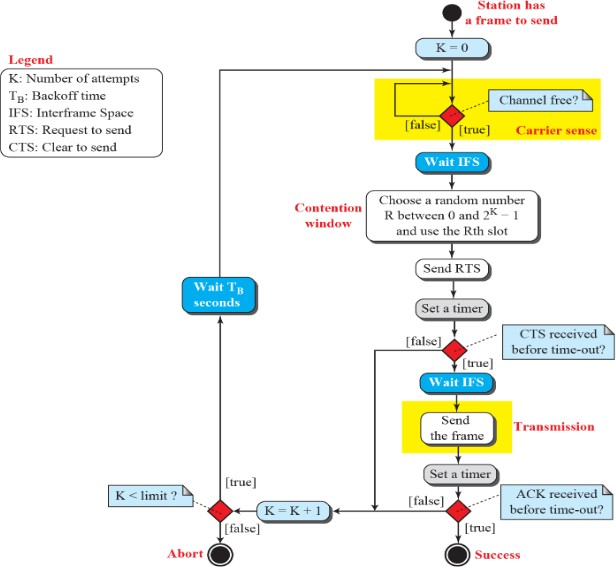 Station has
a frame to send
K = 0
Legend
K: Number of attempts
T_B: Backoff time
IFS: Interframe Space
RTS: Request to send
CTS: Clear to send
Channel free?
[false]
[true]
Carrier sense
Wait IFS
Contention
window
Choose a random number
R between 0 and 2^K − 1
and use the Rth slot
Send RTS
Wait T_B
seconds
Set a timer
[false]
CTS received
before time-out?
[true]
Wait IFS
Send
the frame
Transmission
Set a timer
[true]
K < limit ?
[false]
K = K + 1
[false]
ACK received
before time-out?
[true]
Abort
Success